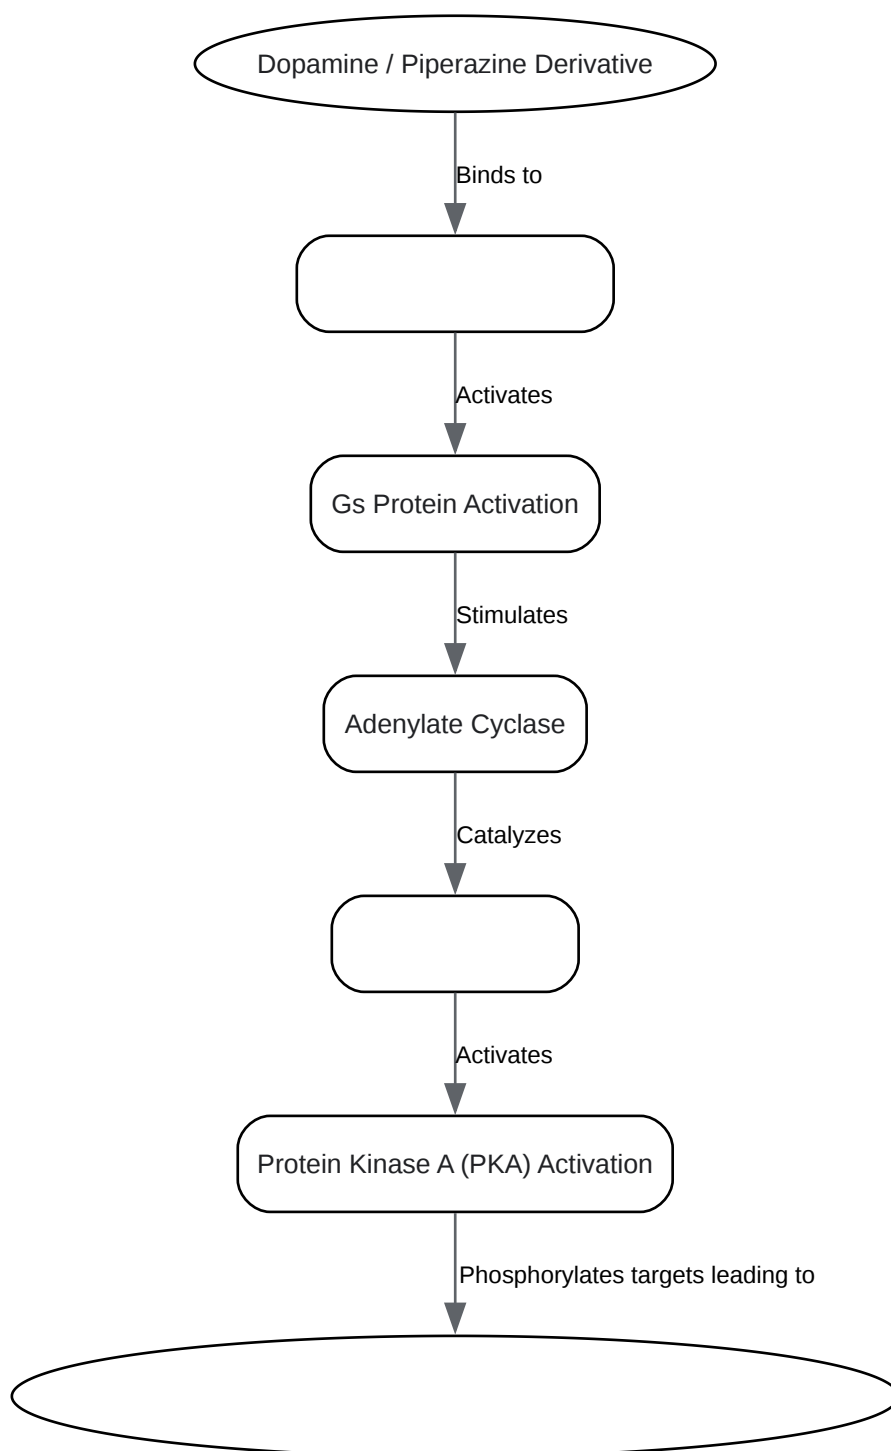 Dopamine / Piperazine Derivative
Binds to
Activates
Gs Protein Activation
Stimulates
Adenylate Cyclase
Catalyzes
Activates
Protein Kinase A (PKA) Activation
Phosphorylates targets leading to